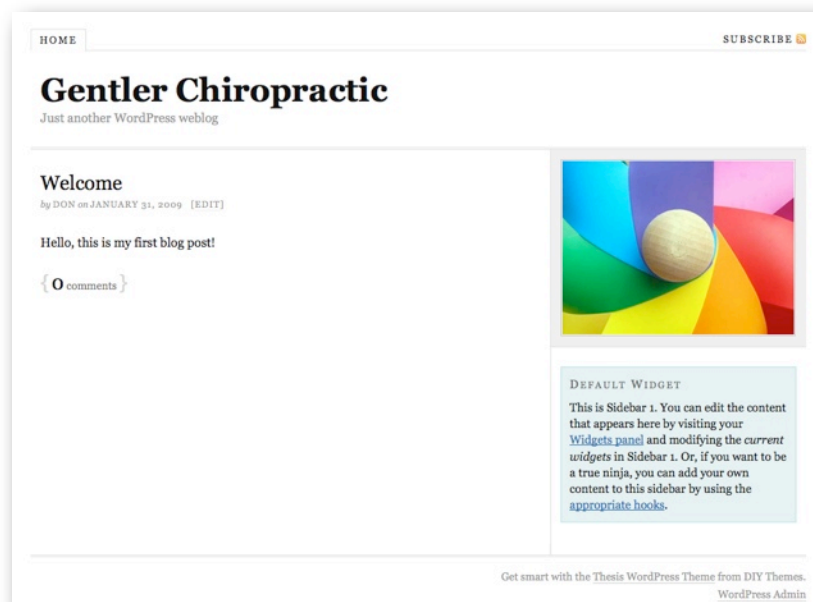 HOME
SUBSCRIBE
Gentler Chiropractic
Just another WordPress weblog
Welcome
by DON on JANUARY 31, 2009 [EDIT]
Hello, this is my first blog post!
{ 0 comments }
DEFAULT WIDGET
This is Sidebar 1. You can edit the content
that appears here by visiting your
Widgets panel and modifying the current
widgets in Sidebar 1. Or, if you want to be
a true ninja, you can add your own
content to this sidebar by using the
appropriate hooks.
Get smart with the Thesis WordPress Theme from DIY Themes.
WordPress Admin